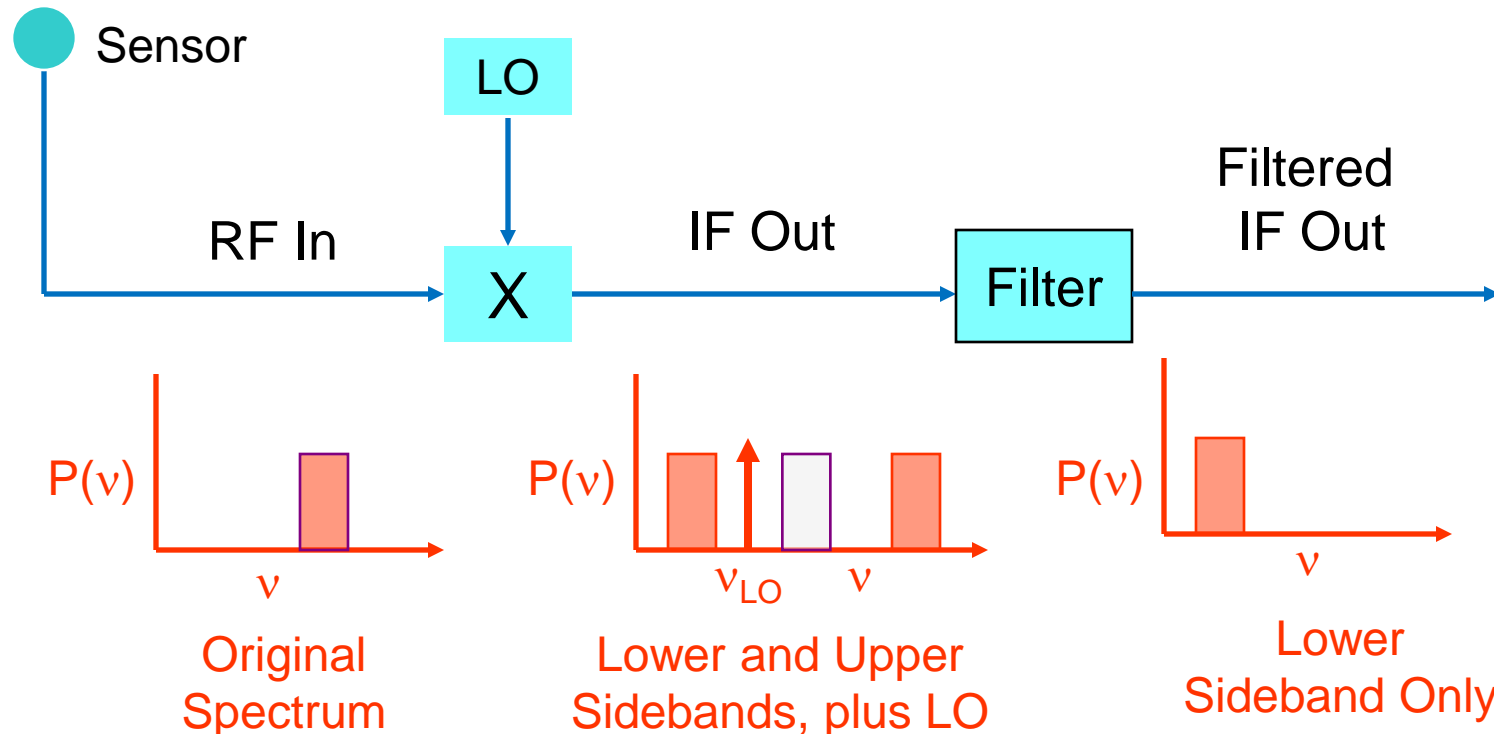 Sensor
LO
RF In
X
IF Out
Filter
Filtered
IF Out
P(ν)
ν
Original
Spectrum
P(ν)
ν_LO
ν
Lower and Upper
Sidebands, plus LO
P(ν)
ν
Lower
Sideband Only